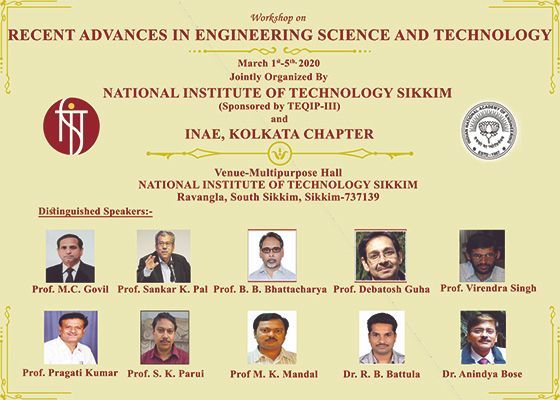 Workshop on
RECENT ADVANCES IN ENGINEERING SCIENCE AND TECHNOLOGY
March 1st-5th, 2020
Jointly Organized By
NATIONAL INSTITUTE OF TECHNOLOGY SIKKIM
(Sponsored by TEQIP-III)
and
INAE, KOLKATA CHAPTER
Venue-Multipurpose Hall
NATIONAL INSTITUTE OF TECHNOLOGY SIKKIM
Ravangla, South Sikkim, Sikkim-737139
Distinguished Speakers:-
Prof. M.C. Govil Prof. Sankar K. Pal Prof. B. B. Bhattacharya Prof. Debatosh Guha Prof. Virendra Singh
Prof. Pragati Kumar Prof. S. K. Parui Prof M. K. Mandal Dr. R. B. Battula Dr. Anindya Bose